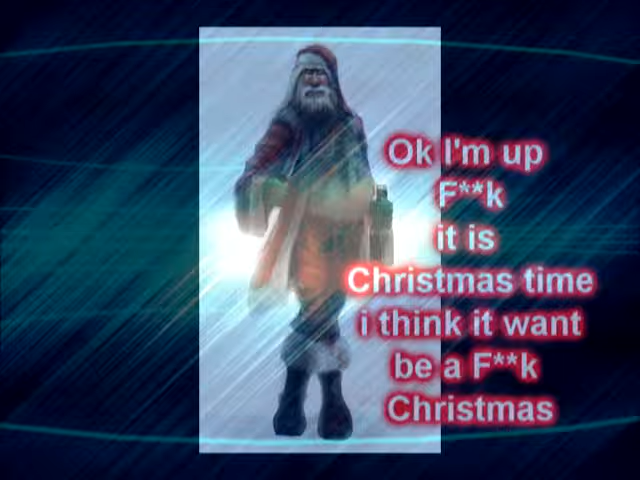 Ok I'm up
F**k
it is
Christmas time
i think it want
be a F**k
Christmas